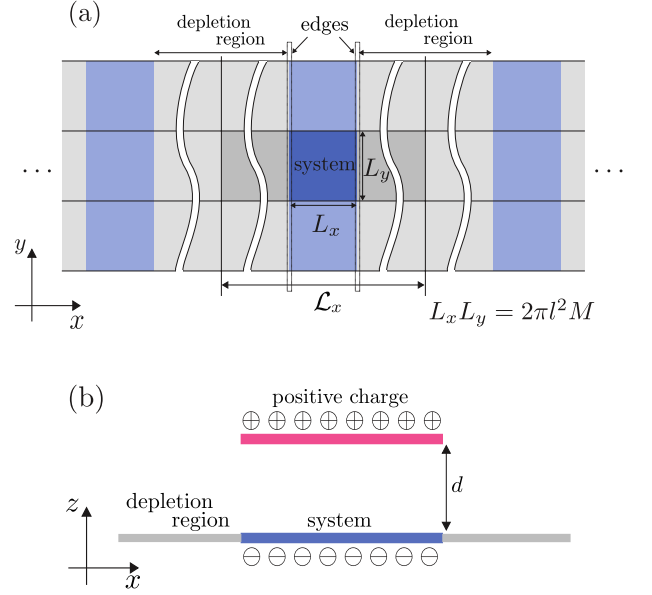 (a)
depletion
region
edges
depletion
region
...
system
L_y
...
L_x
y
x
𝓛_x
L_xL_y = 2πl²M
(b)
positive charge
⊕ ⊕ ⊕ ⊕ ⊕ ⊕ ⊕ ⊕
d
z
depletion
region
system
⊖ ⊖ ⊖ ⊖ ⊖ ⊖ ⊖ ⊖
x